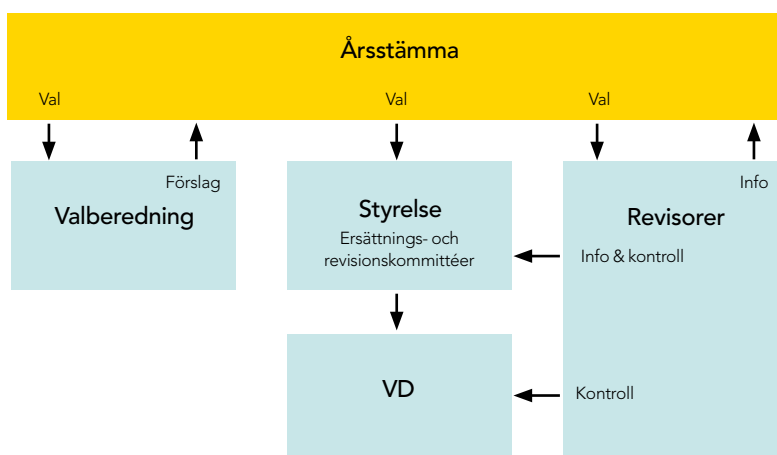 Årsstämma
Val
Val
Val
Förslag
Info
Valberedning
Styrelse
Ersättnings- och
revisionskommittéer
Revisorer
Info & kontroll
VD
Kontroll